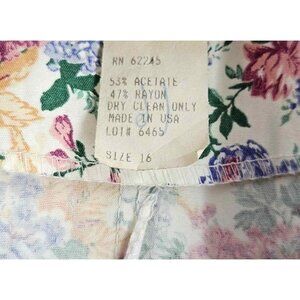 RN 62245
53% ACETATE
47% RAYON
DRY CLEAN ONLY
MADE IN USA
LOT# 6465
SIZE 16